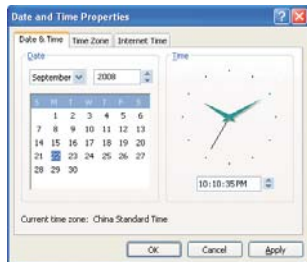 Date and Time Properties
Date & Time Time Zone Internet Time
Date
September 2008
S M T W T F S
1 2 3 4 5 6
7 8 9 10 11 12 13
14 15 16 17 18 19 20
21 22 23 24 25 26 27
28 29 30
Time
10:10:35PM
Current time zone: China Standard Time
OK Cancel Apply